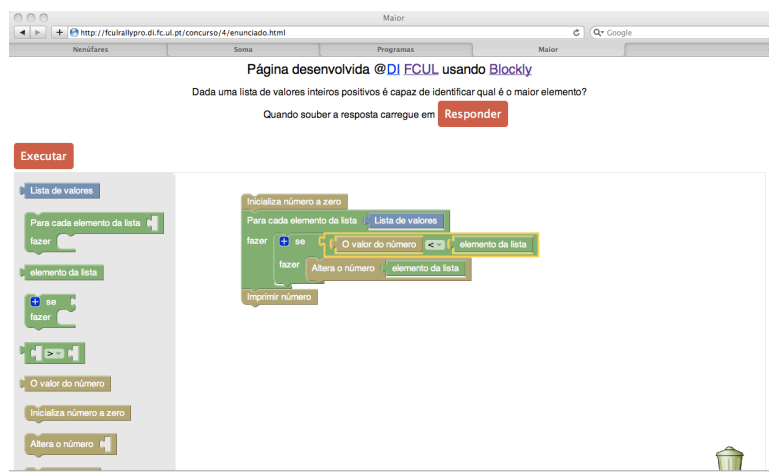 Maior
http://fculrallypro.di.fc.ul.pt/concurso/4/enunciado.html
Google
Nenúfares
Soma
Programas
Maior
Página desenvolvida @DI FCUL usando Blockly
Dada uma lista de valores inteiros positivos é capaz de identificar qual é o maior elemento?
Quando souber a resposta carregue em Responder
Executar
Lista de valores
Para cada elemento da lista
fazer
elemento da lista
se
fazer
>
O valor do número
Inicializa número a zero
Altera o número
Inicializa número a zero
Para cada elemento da lista Lista de valores
fazer se O valor do número < elemento da lista
fazer Altera o número elemento da lista
Imprimir número